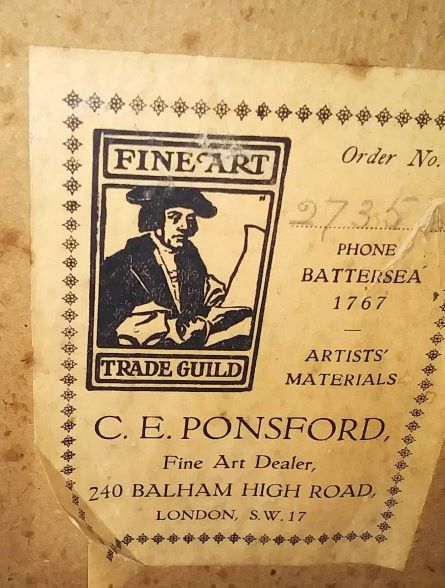 FINE ART
TRADE GUILD
Order No.
2735
PHONE
BATTERSEA
1767
—
ARTISTS'
MATERIALS
C. E. PONSFORD,
Fine Art Dealer,
240 BALHAM HIGH ROAD,
LONDON, S.W. 17